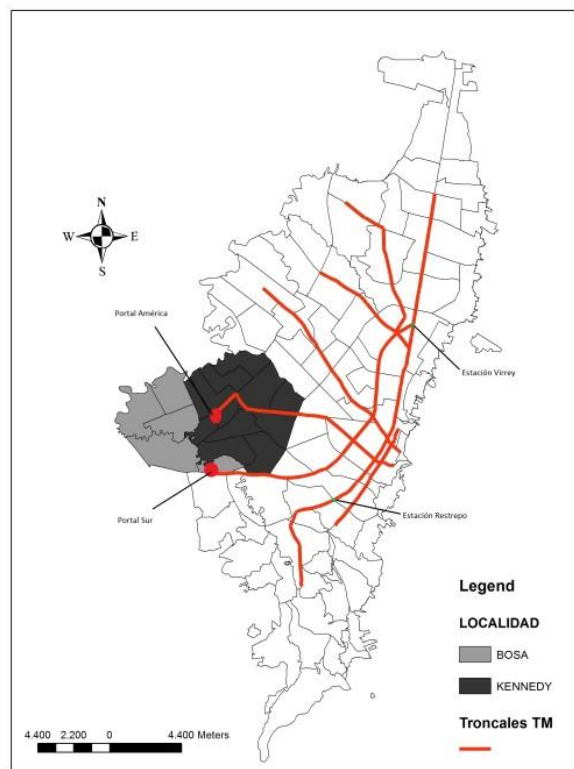 N
W E
S
Portal América
Estación Virrey
Portal Sur
Estación Restrepo
Legend
LOCALIDAD
BOSA
KENNEDY
Troncales TM
4.400 2.200 0 4.400 Meters